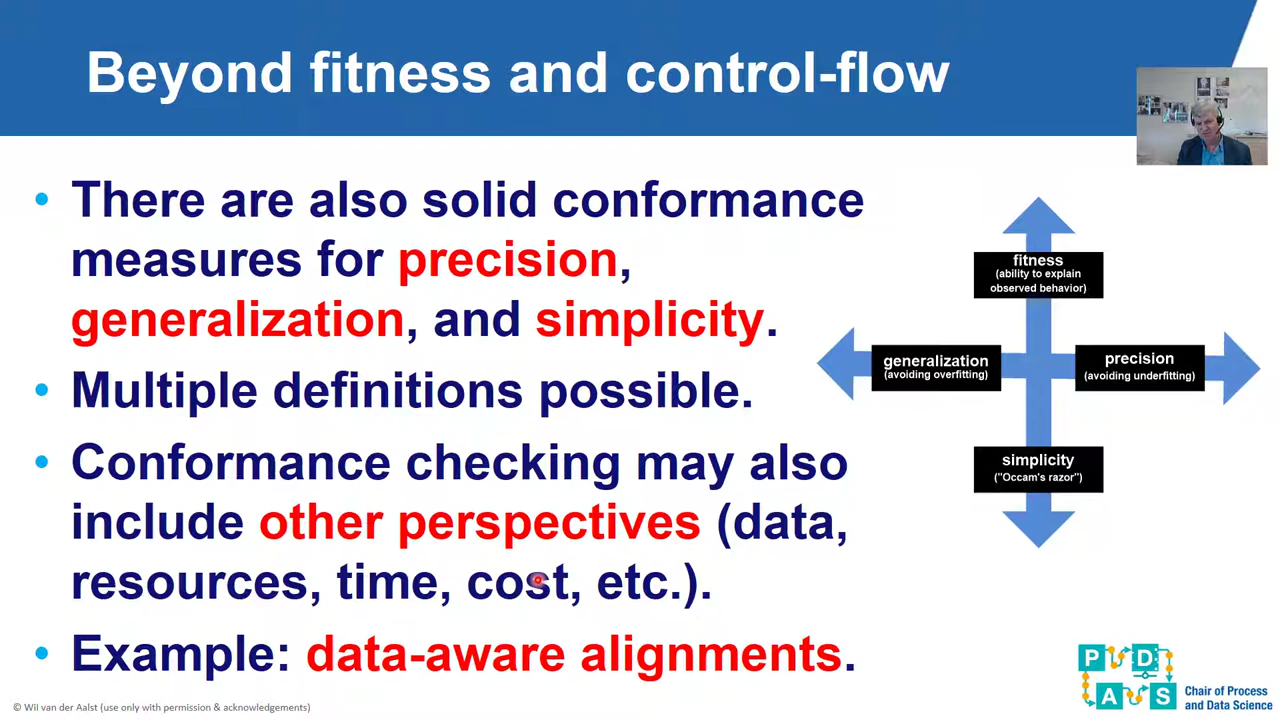 Beyond fitness and control-flow
• There are also solid conformance
measures for precision,
generalization, and simplicity.
• Multiple definitions possible.
• Conformance checking may also
include other perspectives (data,
resources, time, cost, etc.).
• Example: data-aware alignments.
fitness
(ability to explain
observed behavior)
generalization
(avoiding overfitting)
precision
(avoiding underfitting)
simplicity
("Occam's razor")
P D
A S
Chair of Process
and Data Science
© Wil van der Aalst (use only with permission & acknowledgements)